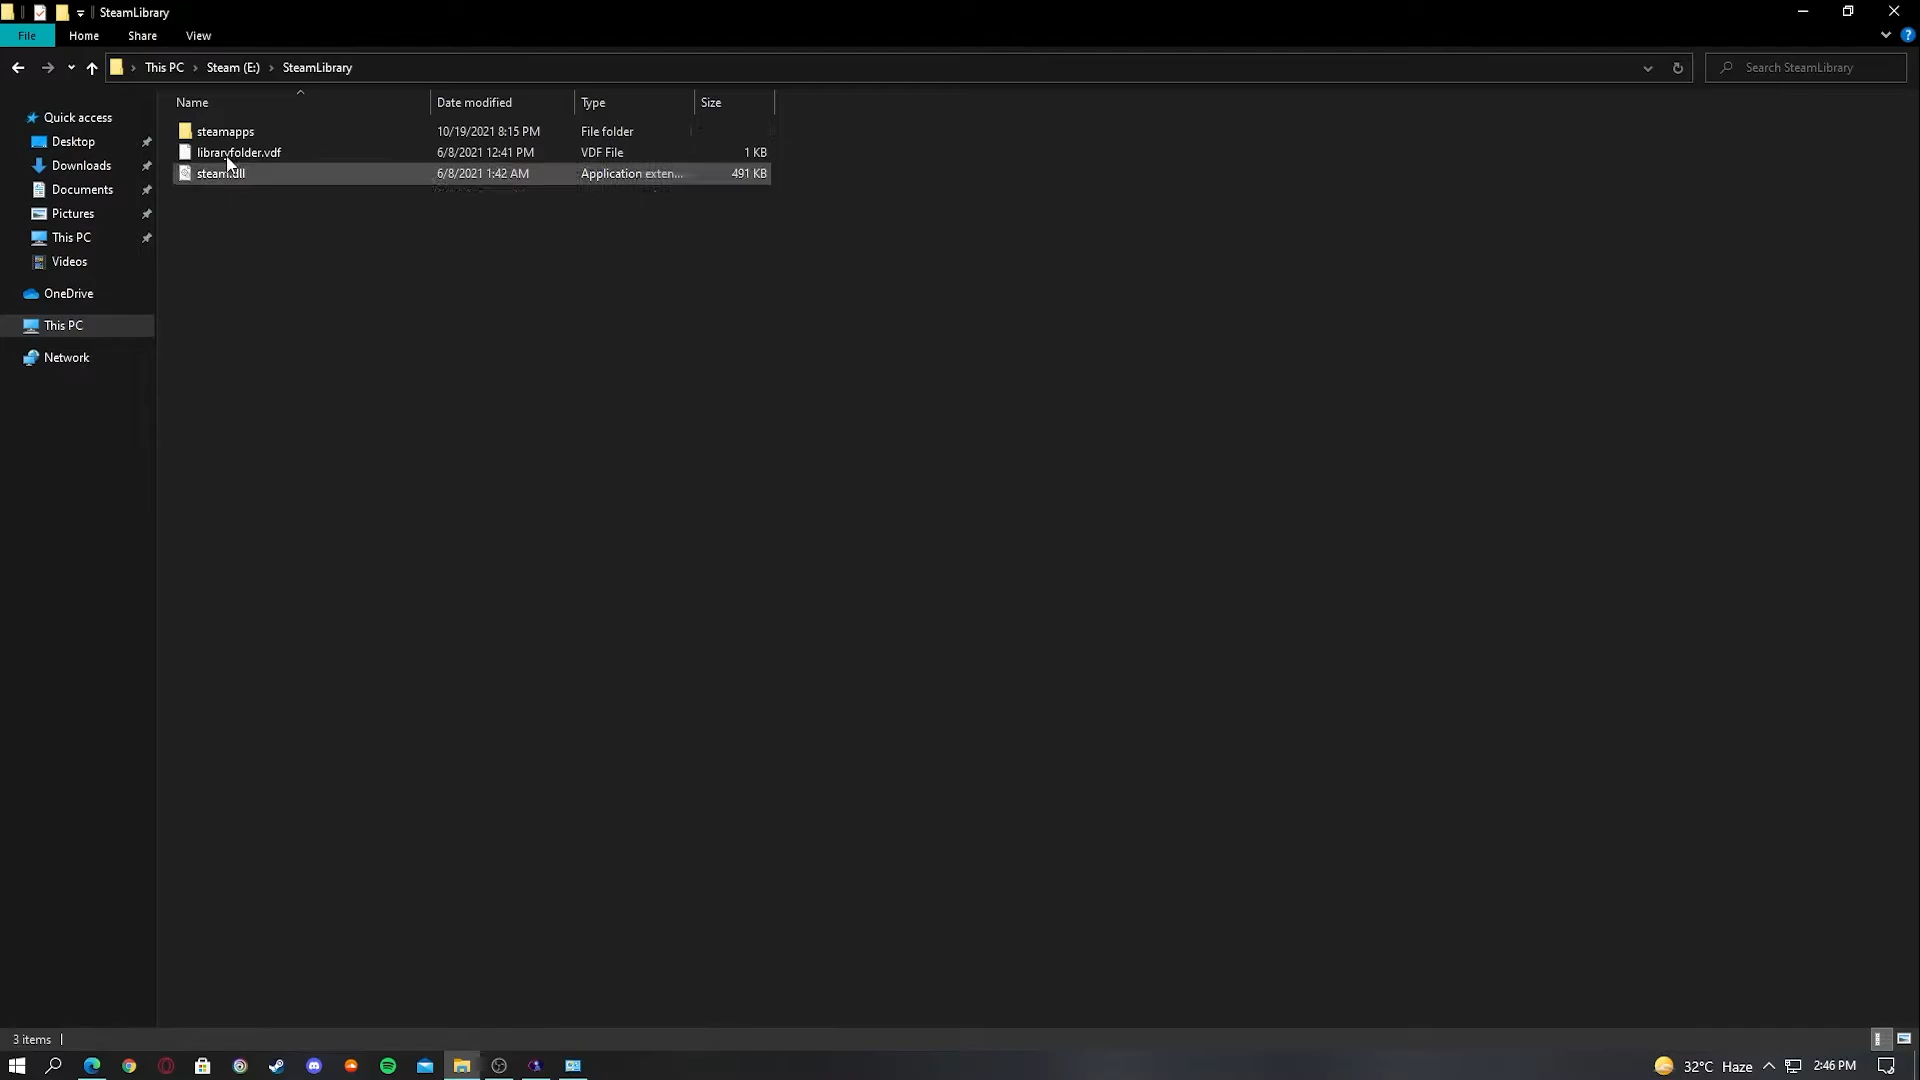 SteamLibrary
File Home Share View
This PC Steam (E:) SteamLibrary Search SteamLibrary
Name Date modified Type Size
Quick access
Desktop
Downloads
Documents
Pictures
This PC
Videos
OneDrive
This PC
Network
steamapps 10/19/2021 8:15 PM File folder
libraryfolder.vdf 6/8/2021 12:41 PM VDF File 1 KB
steam.dll 6/8/2021 1:42 AM Application exten... 491 KB
3 items
32°C Haze 2:46 PM